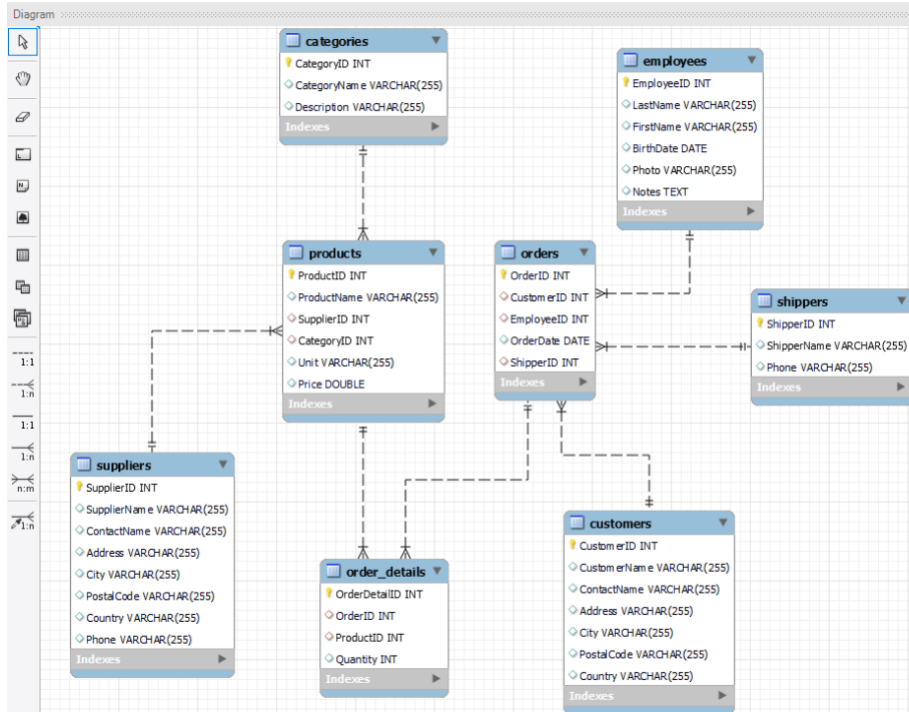 Diagram
categories
CategoryID INT
CategoryName VARCHAR(255)
Description VARCHAR(255)
Indexes
employees
EmployeeID INT
LastName VARCHAR(255)
FirstName VARCHAR(255)
BirthDate DATE
Photo VARCHAR(255)
Notes TEXT
Indexes
products
ProductID INT
ProductName VARCHAR(255)
SupplierID INT
CategoryID INT
Unit VARCHAR(255)
Price DOUBLE
Indexes
orders
OrderID INT
CustomerID INT
EmployeeID INT
OrderDate DATE
ShipperID INT
Indexes
shippers
ShipperID INT
ShipperName VARCHAR(255)
Phone VARCHAR(255)
Indexes
1:1
1:n
1:1
1:n
n:m
1:n
suppliers
SupplierID INT
SupplierName VARCHAR(255)
ContactName VARCHAR(255)
Address VARCHAR(255)
City VARCHAR(255)
PostalCode VARCHAR(255)
Country VARCHAR(255)
Phone VARCHAR(255)
Indexes
order_details
OrderDetailID INT
OrderID INT
ProductID INT
Quantity INT
Indexes
customers
CustomerID INT
CustomerName VARCHAR(255)
ContactName VARCHAR(255)
Address VARCHAR(255)
City VARCHAR(255)
PostalCode VARCHAR(255)
Country VARCHAR(255)
Indexes